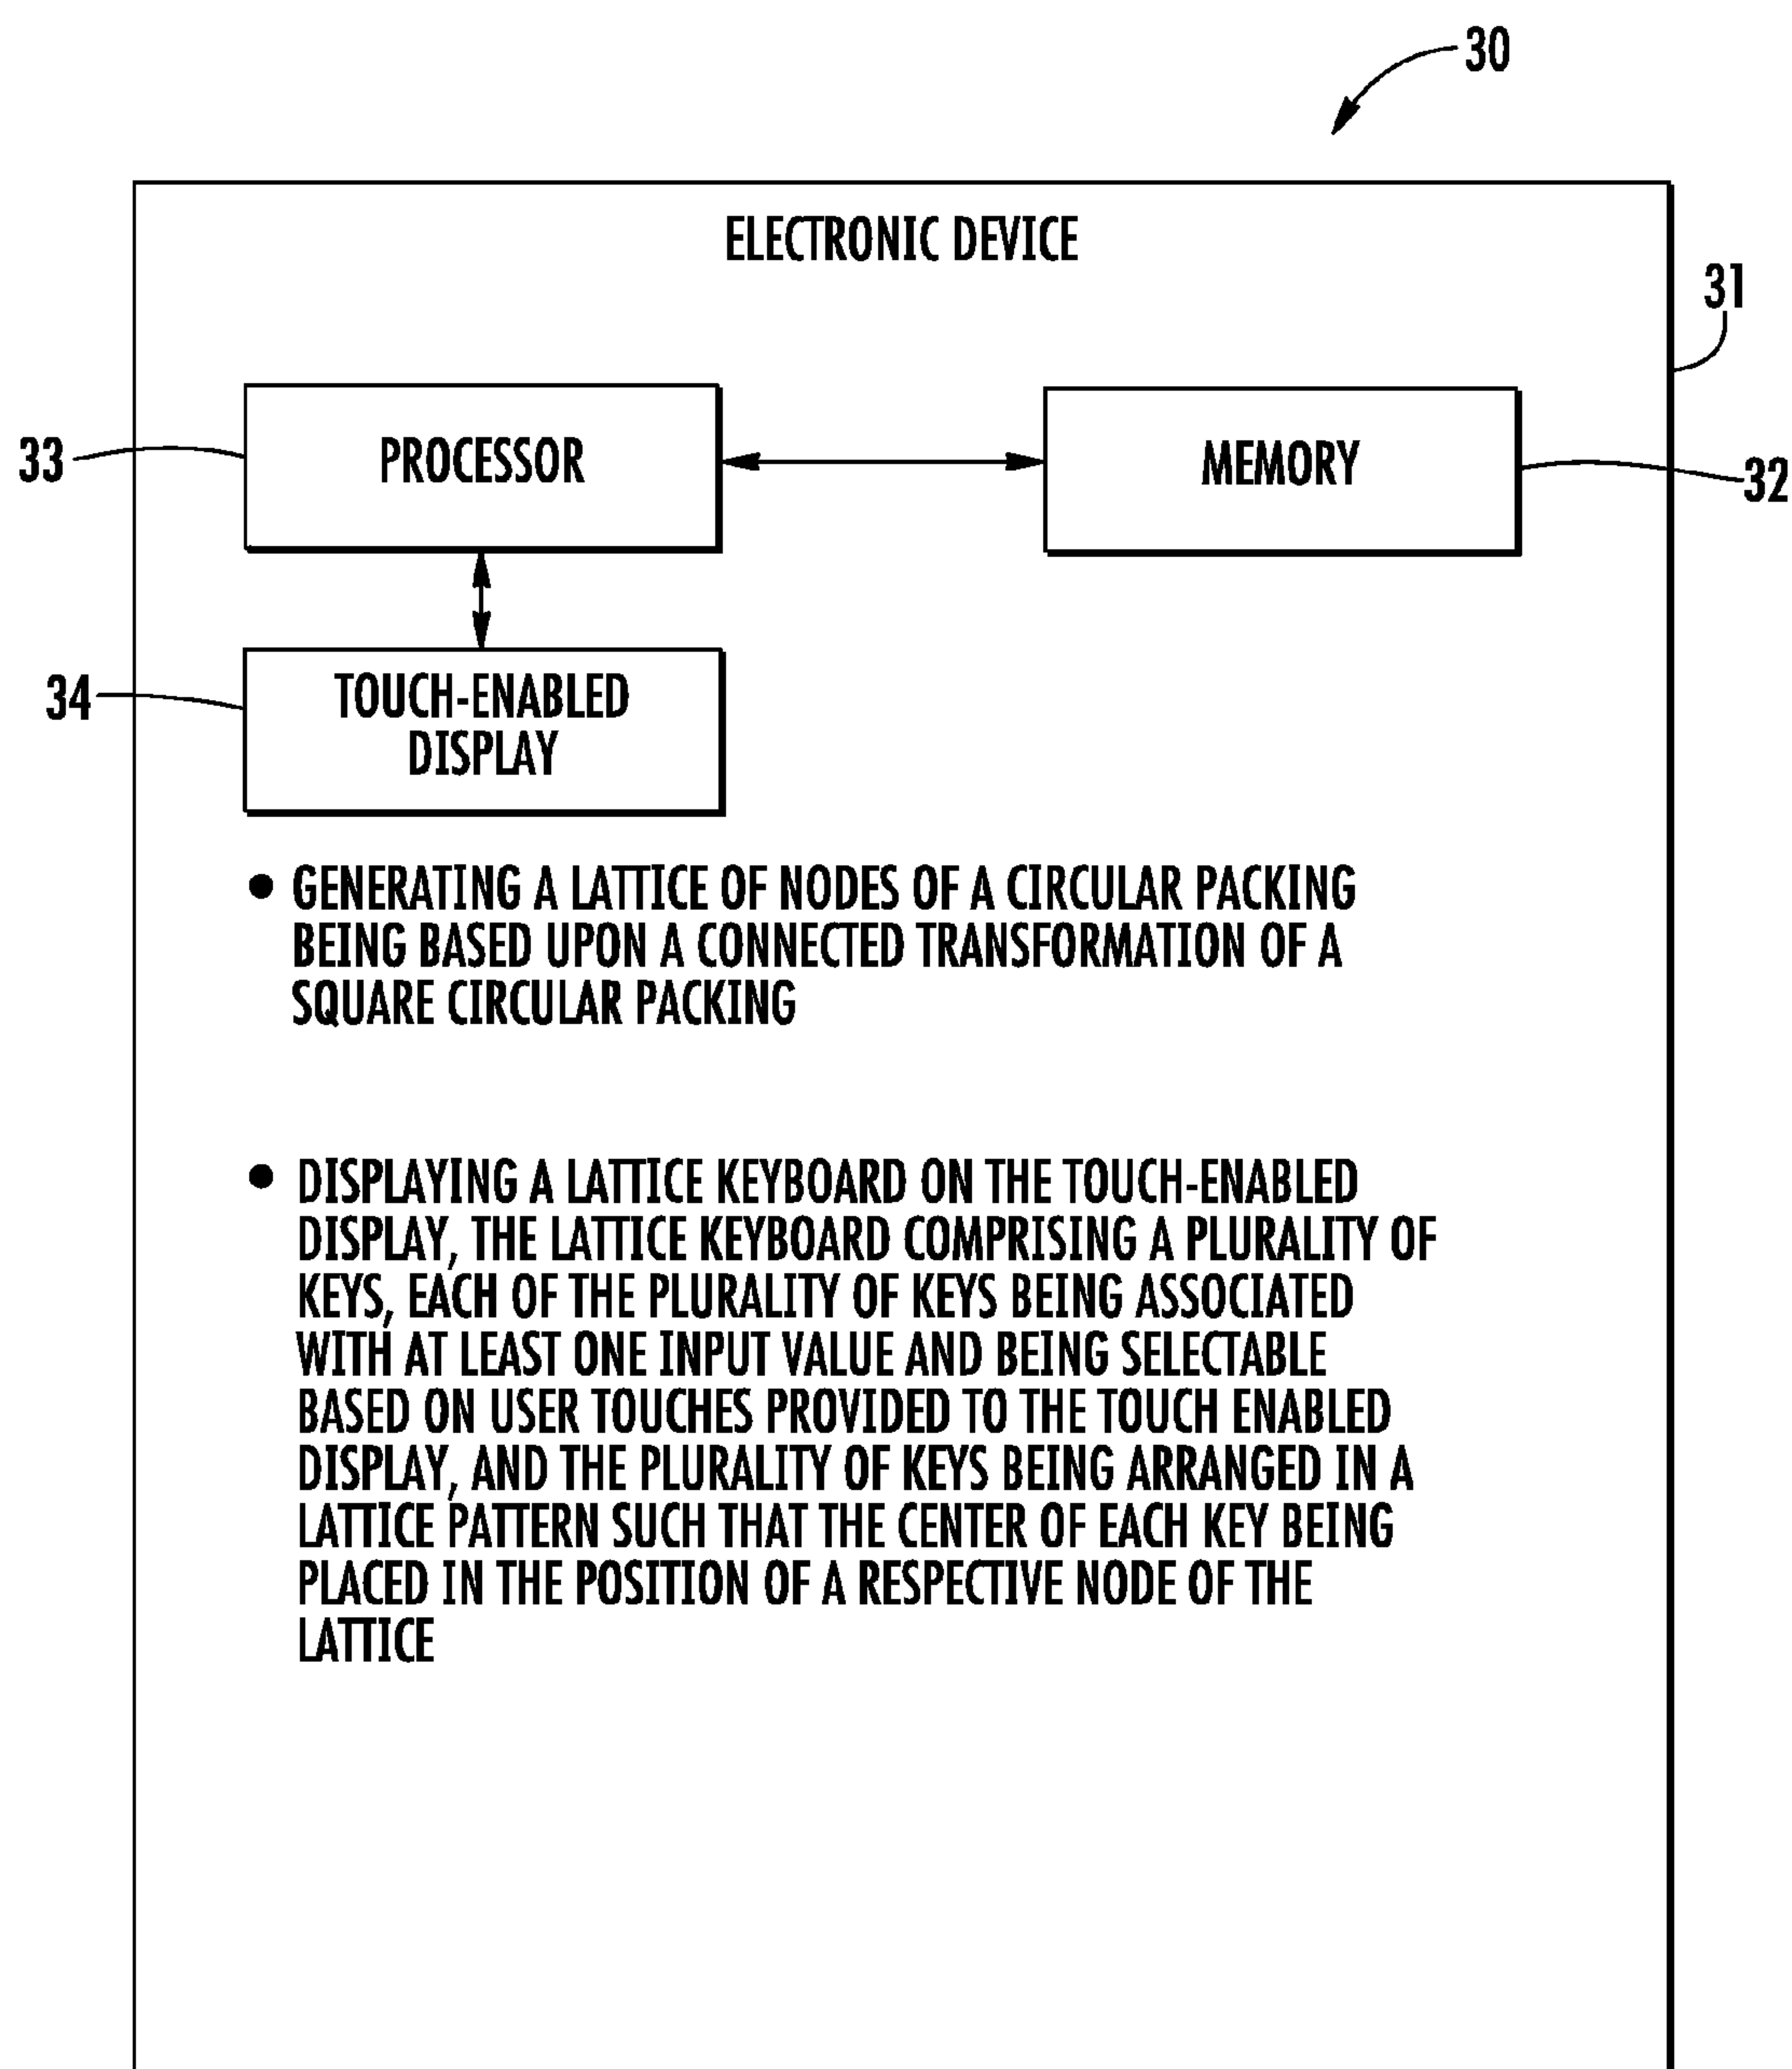 30
ELECTRONIC DEVICE
31
33
PROCESSOR
MEMORY
32
34
TOUCH-ENABLED
DISPLAY
● GENERATING A LATTICE OF NODES OF A CIRCULAR PACKING
BEING BASED UPON A CONNECTED TRANSFORMATION OF A
SQUARE CIRCULAR PACKING
● DISPLAYING A LATTICE KEYBOARD ON THE TOUCH-ENABLED
DISPLAY, THE LATTICE KEYBOARD COMPRISING A PLURALITY OF
KEYS, EACH OF THE PLURALITY OF KEYS BEING ASSOCIATED
WITH AT LEAST ONE INPUT VALUE AND BEING SELECTABLE
BASED ON USER TOUCHES PROVIDED TO THE TOUCH ENABLED
DISPLAY, AND THE PLURALITY OF KEYS BEING ARRANGED IN A
LATTICE PATTERN SUCH THAT THE CENTER OF EACH KEY BEING
PLACED IN THE POSITION OF A RESPECTIVE NODE OF THE
LATTICE